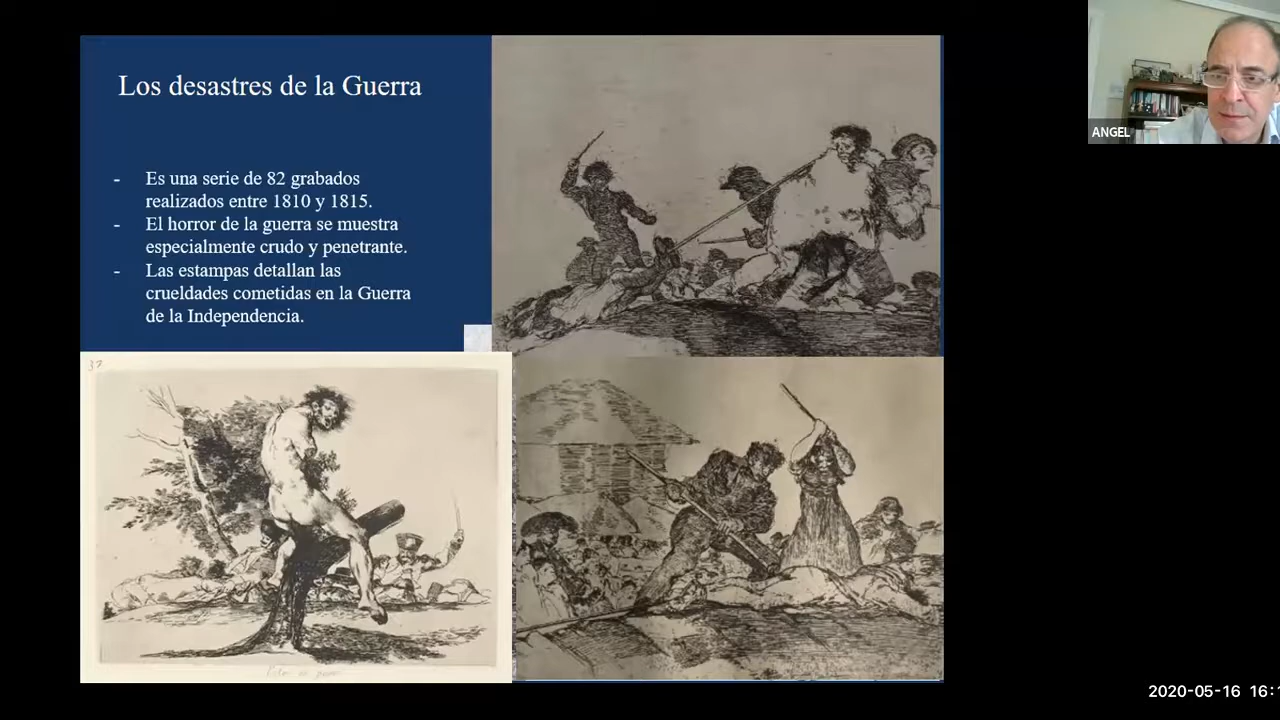 Los desastres de la Guerra
- Es una serie de 82 grabados
realizados entre 1810 y 1815.
- El horror de la guerra se muestra
especialmente crudo y penetrante.
- Las estampas detallan las
crueldades cometidas en la Guerra
de la Independencia.
ANGEL
37
2020-05-16 16: